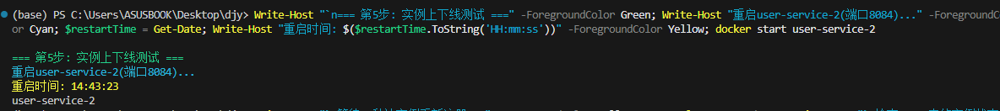 (base) PS C:\Users\ASUSBOOK\Desktop\djy> Write-Host "`n=== 第5步: 实例上下线测试 ===" -ForegroundColor Green; Write-Host "重启user-service-2(端口8084)..." -Foregro
or Cyan; $restartTime = Get-Date; Write-Host "重启时间: $($restartTime.ToString('HH:mm:ss'))" -ForegroundColor Yellow; docker start user-service-2
=== 第5步: 实例上下线测试 ===
重启user-service-2(端口8084)...
重启时间: 14:43:23
user-service-2